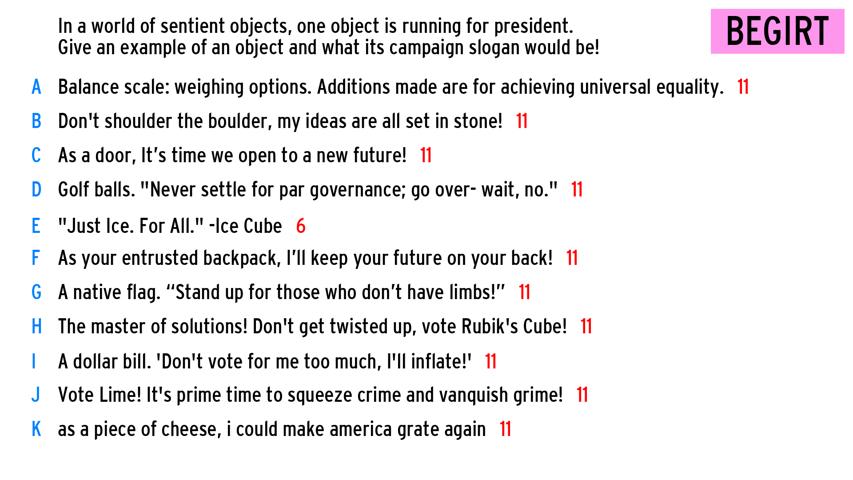 In a world of sentient objects, one object is running for president.
Give an example of an object and what its campaign slogan would be!
BEGIRT
A Balance scale: weighing options. Additions made are for achieving universal equality. 11
B Don't shoulder the boulder, my ideas are all set in stone! 11
C As a door, It’s time we open to a new future! 11
D Golf balls. "Never settle for par governance; go over- wait, no." 11
E "Just Ice. For All." -Ice Cube 6
F As your entrusted backpack, I’ll keep your future on your back! 11
G A native flag. “Stand up for those who don’t have limbs!” 11
H The master of solutions! Don't get twisted up, vote Rubik's Cube! 11
I A dollar bill. 'Don't vote for me too much, I'll inflate!' 11
J Vote Lime! It's prime time to squeeze crime and vanquish grime! 11
K as a piece of cheese, i could make america grate again 11